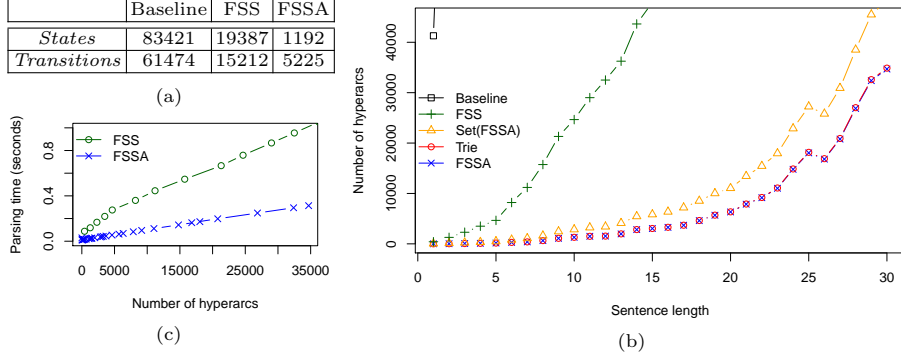 Baseline FSS FSSA
States 83421 19387 1192
Transitions 61474 15212 5225
(a)
Parsing time (seconds)
0.8
0.4
0.0
FSS
FSSA
0 5000 15000 25000 35000
Number of hyperarcs
(c)
Number of hyperarcs
40000
30000
20000
10000
0
Baseline
FSS
Set(FSSA)
Trie
FSSA
0 5 10 15 20 25 30
Sentence length
(b)